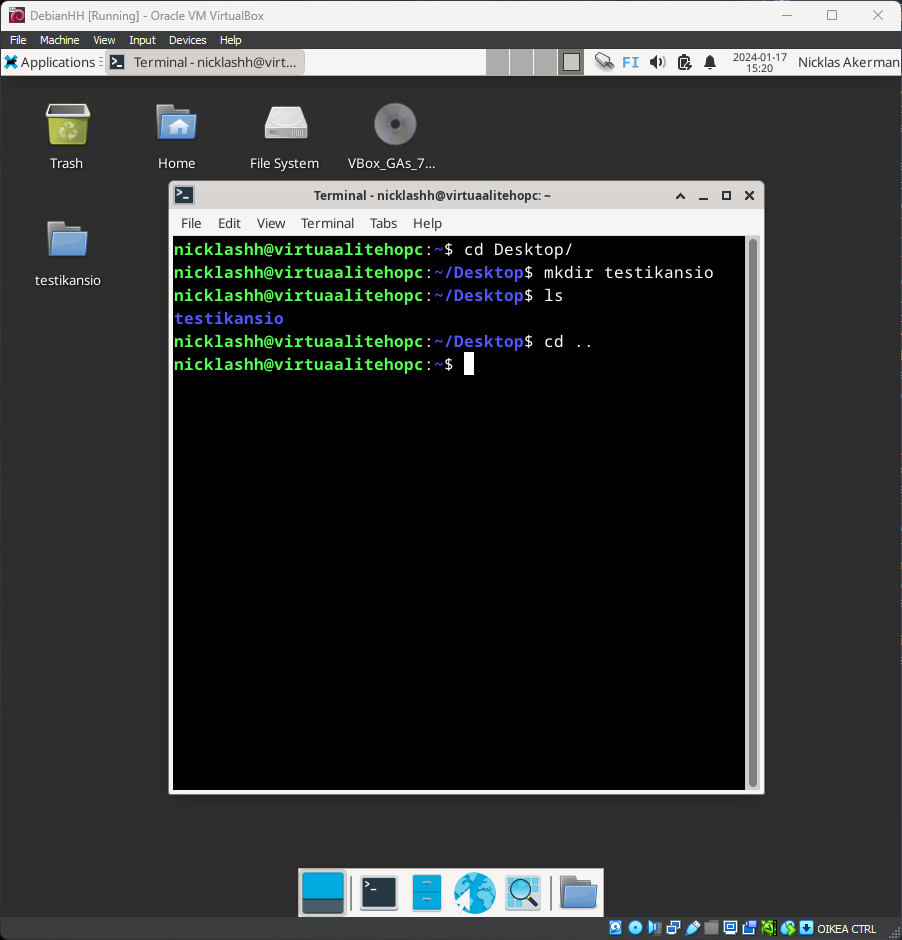 DebianHH [Running] - Oracle VM VirtualBox
File Machine View Input Devices Help
Applications Terminal - nicklashh@virt... FI 2024-01-17 15:20 Nicklas Akerman
Trash Home File System VBox_GAs_7...
testikansio
Terminal - nicklashh@virtuaalitehopc: ~
File Edit View Terminal Tabs Help
nicklashh@virtuaalitehopc:~$ cd Desktop/
nicklashh@virtuaalitehopc:~/Desktop$ mkdir testikansio
nicklashh@virtuaalitehopc:~/Desktop$ ls
testikansio
nicklashh@virtuaalitehopc:~/Desktop$ cd ..
nicklashh@virtuaalitehopc:~$
OIKEA CTRL